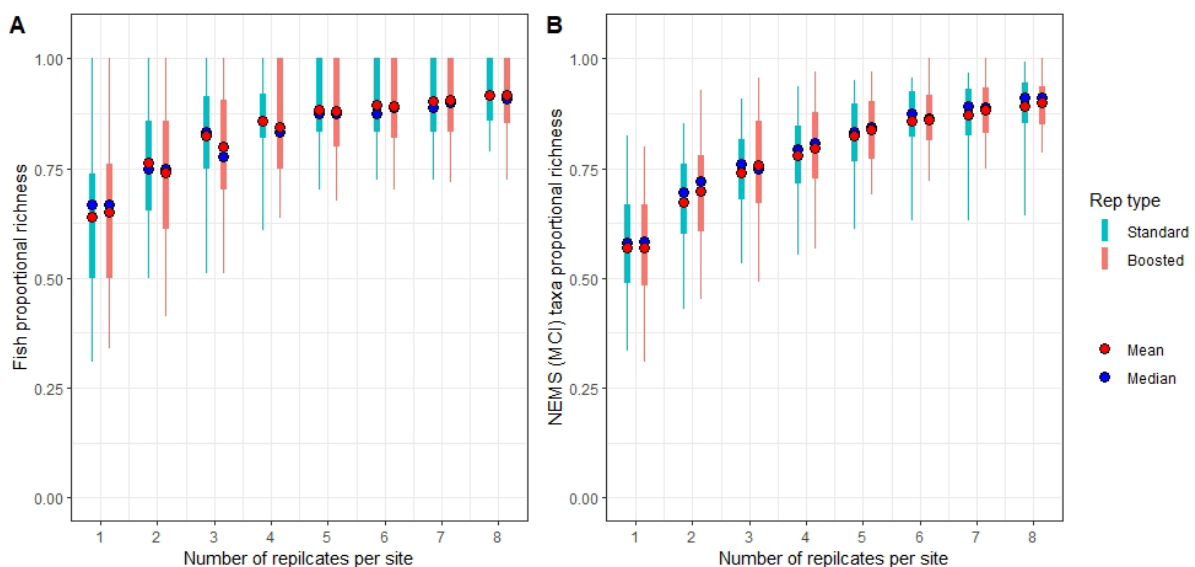 A
Fish proportional richness
1.00
0.75
0.50
0.25
0.00
1 2 3 4 5 6 7 8
Number of replicates per site
B
NEMS (MCI) taxa proportional richness
1.00
0.75
0.50
0.25
0.00
1 2 3 4 5 6 7 8
Number of replicates per site
Rep type
Standard
Boosted
Mean
Median